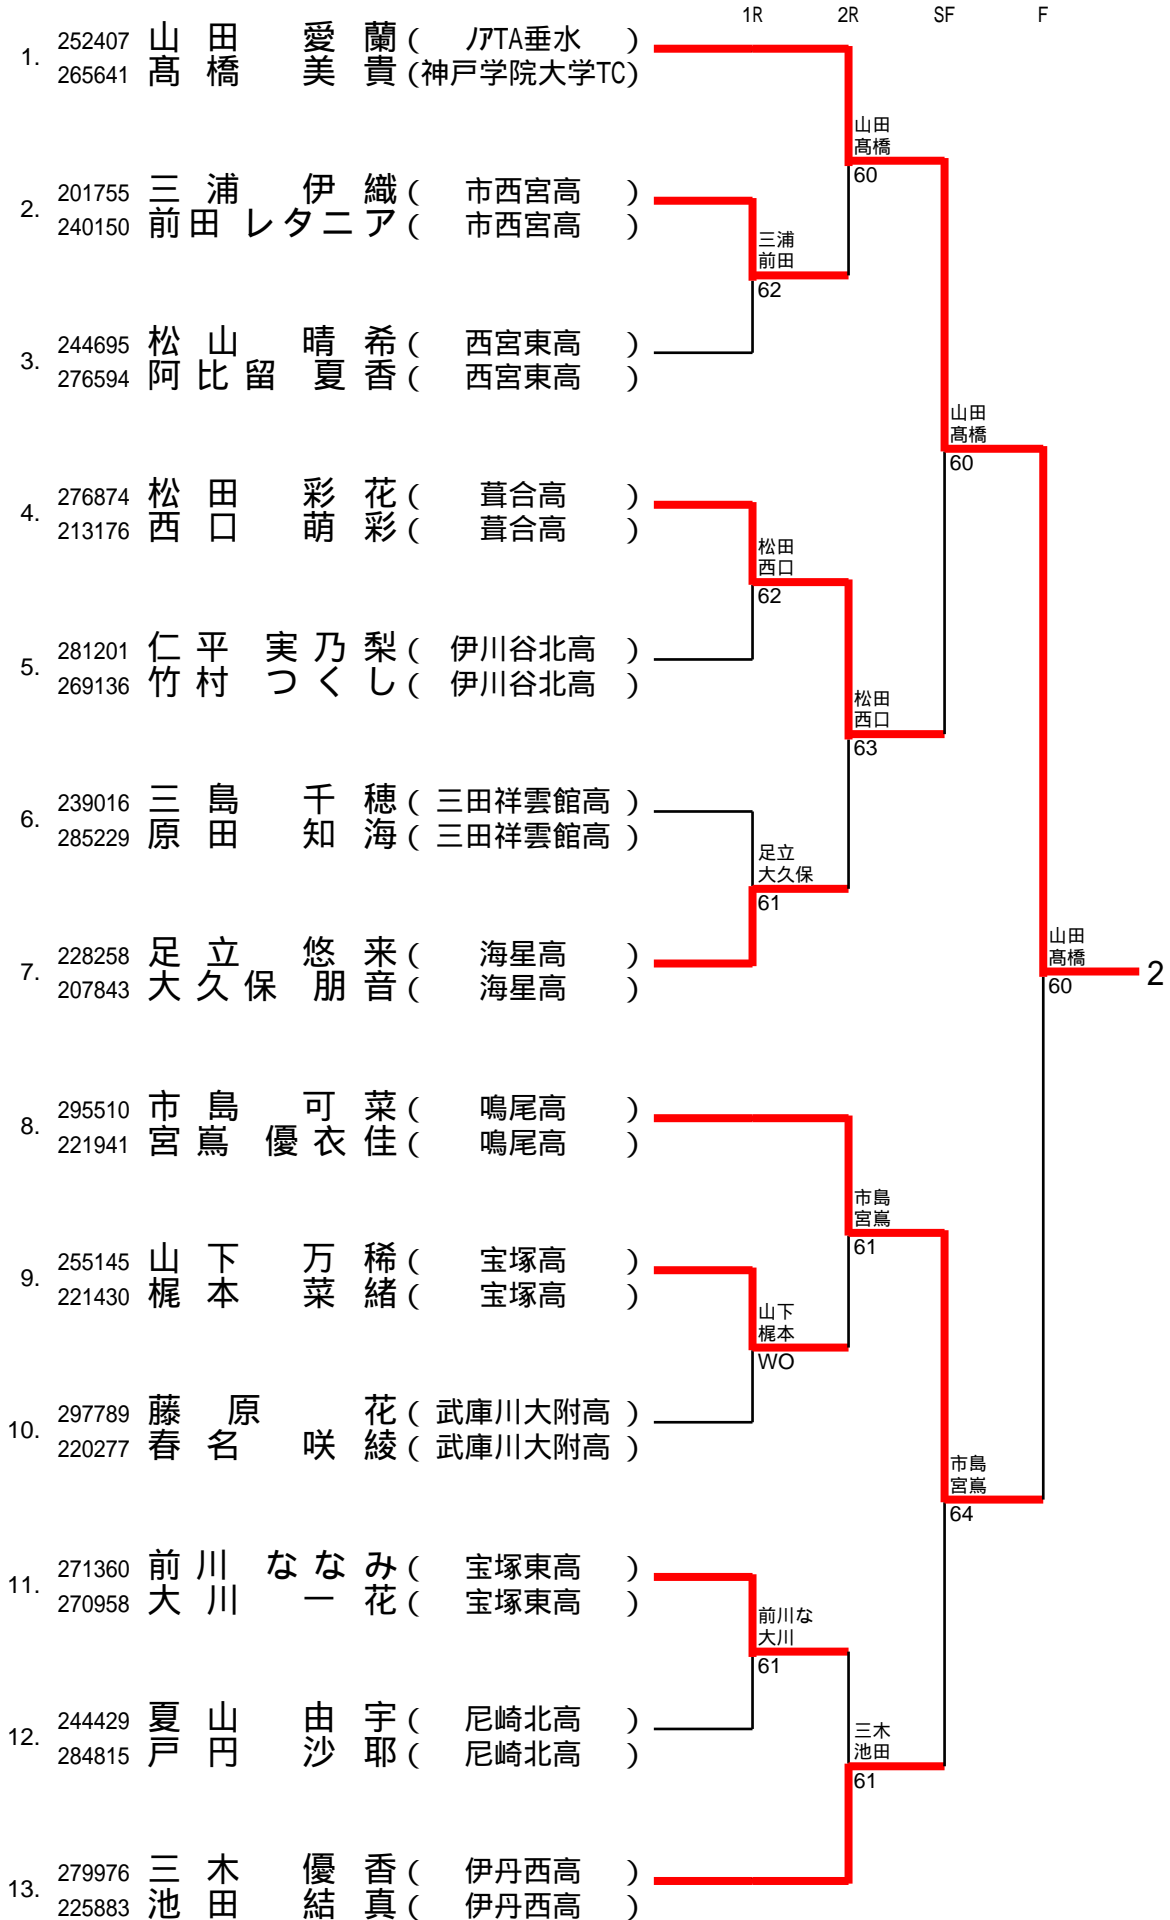 1R 2R SF F
1. 252407 山田 愛蘭 ( ﾉｱTA垂水 )
265641 髙橋 美貴 (神戸学院大学TC)
山田
髙橋
60
2. 201755 三浦 伊織 ( 市西宮高 )
240150 前田 レタニア ( 市西宮高 )
三浦
前田
62
3. 244695 松山 晴希 ( 西宮東高 )
276594 阿比留 夏香 ( 西宮東高 )
山田
髙橋
60
4. 276874 松田 彩花 ( 葺合高 )
213176 西口 萌彩 ( 葺合高 )
松田
西口
62
5. 281201 仁平 実乃梨 ( 伊川谷北高 )
269136 竹村 つくし ( 伊川谷北高 )
松田
西口
63
6. 239016 三島 千穂 ( 三田祥雲館高 )
285229 原田 知海 ( 三田祥雲館高 )
足立
大久保
61
7. 228258 足立 悠来 ( 海星高 )
207843 大久保 朋音 ( 海星高 )
山田
髙橋
60
2
8. 295510 市島 可菜 ( 鳴尾高 )
221941 宮嶌 優衣佳 ( 鳴尾高 )
市島
宮嶌
61
9. 255145 山下 万稀 ( 宝塚高 )
221430 梶本 菜緒 ( 宝塚高 )
山下
梶本
WO
10. 297789 藤原 花 ( 武庫川大附高 )
220277 春名 咲綾 ( 武庫川大附高 )
市島
宮嶌
64
11. 271360 前川 ななみ ( 宝塚東高 )
270958 大川 一花 ( 宝塚東高 )
前川な
大川
61
12. 244429 夏山 由宇 ( 尼崎北高 )
284815 戸円 沙耶 ( 尼崎北高 )
三木
池田
61
13. 279976 三木 優香 ( 伊丹西高 )
225883 池田 結真 ( 伊丹西高 )